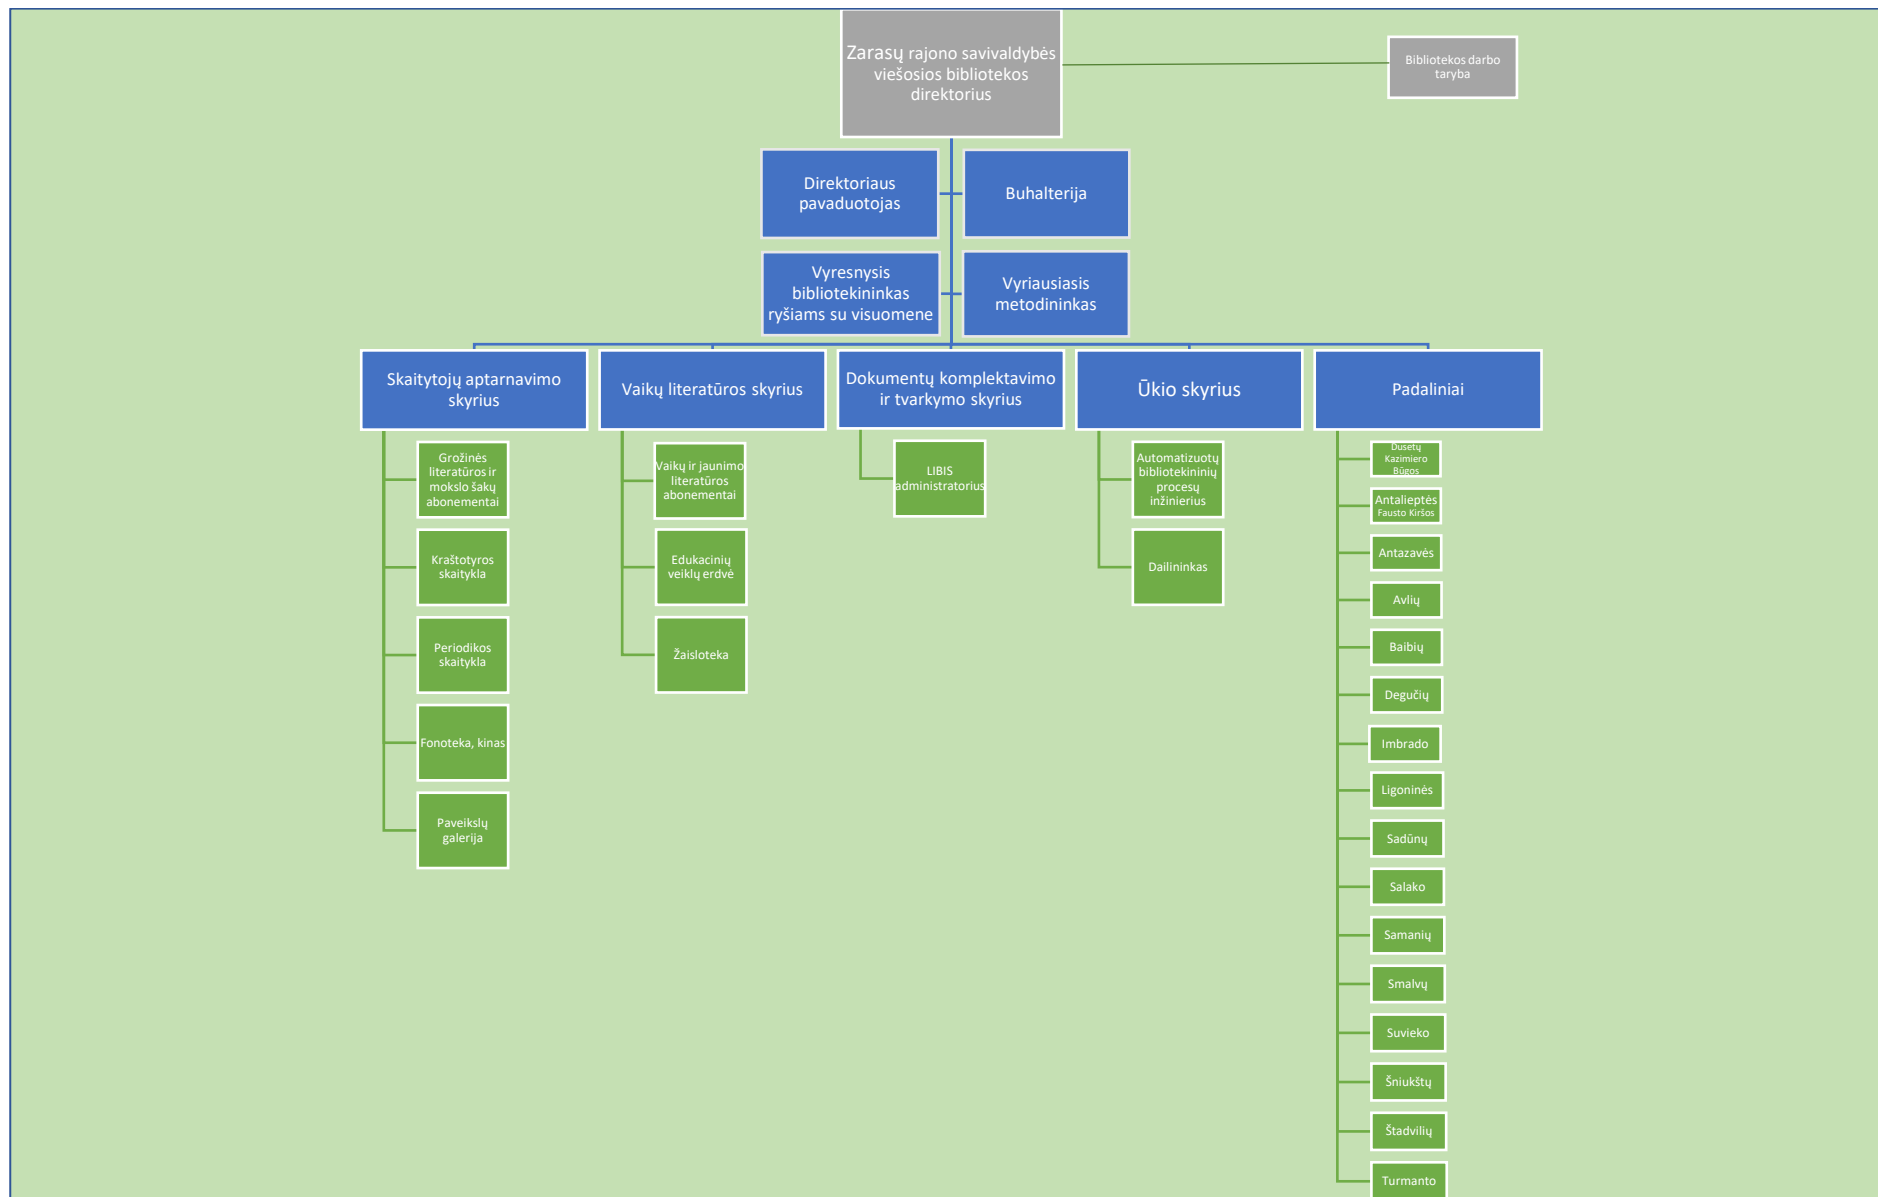 Zarasų rajono savivaldybės
viešosios bibliotekos
direktorius
Bibliotekos darbo
taryba
Direktoriaus
pavaduotojas
Buhalterija
Vyresnysis
bibliotekininkas
ryšiams su visuomene
Vyriausiasis
metodininkas
Skaitytojų aptarnavimo
skyrius
Vaikų literatūros skyrius
Dokumentų komplektavimo
ir tvarkymo skyrius
Ūkio skyrius
Padaliniai
Grožinės
literatūros ir
mokslo šakų
abonementai
Kraštotyros
skaitykla
Periodikos
skaitykla
Fonoteka, kinas
Paveikslų
galerija
Vaikų ir jaunimo
literatūros
abonementai
Edukacinių
veiklų erdvė
Žaisloteka
LIBIS
administratorius
Automatizuotų
bibliotekininių
procesų
inžinierius
Dailininkas
Dusetų
Kazimiero
Būgos
Antalieptės
Fausto Kiršos
Antazavės
Avlių
Baibių
Degučių
Imbrado
Ligoninės
Sadūnų
Salako
Samanių
Smalvų
Suvieko
Šniukštų
Štadvilių
Turmanto